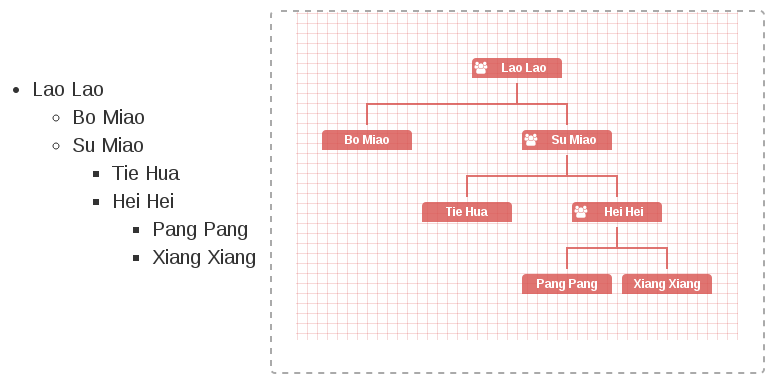 Lao Lao
Bo Miao
Su Miao
Tie Hua
Hei Hei
Pang Pang
Xiang Xiang
Lao Lao
Bo Miao
Su Miao
Tie Hua
Hei Hei
Pang Pang
Xiang Xiang